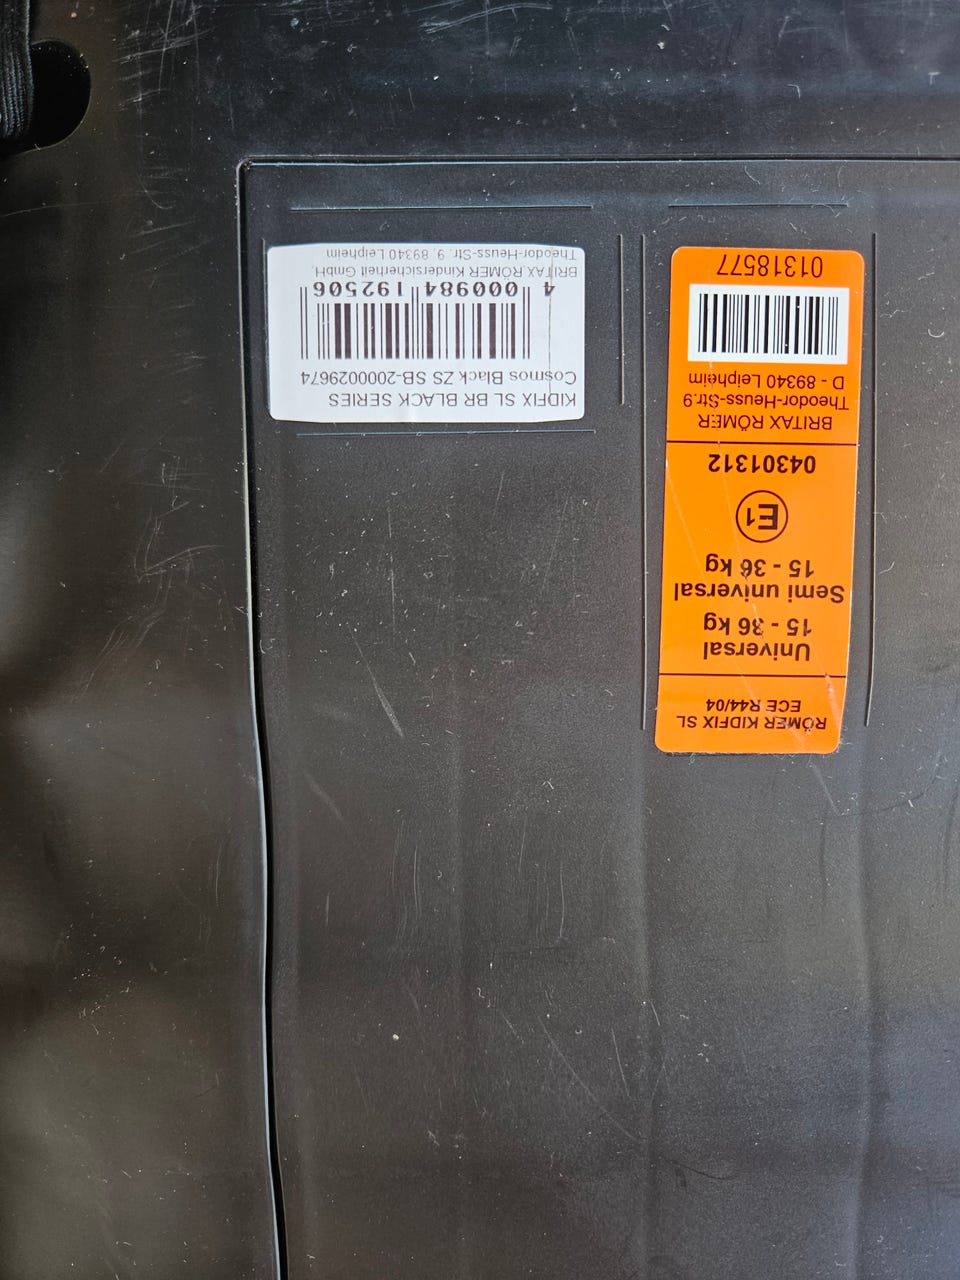 KIDFIX SL BR BLACK SERIES
Cosmos Black ZS SB-2000029674
4 000984 192506
BRITAX RÖMER Kindersicherheit GmbH,
Theodor-Heuss-Str. 9, 89340 Leipheim
RÖMER KIDFIX SL
ECE R44/04
Universal
15 - 36 kg
Semi universal
15 - 36 kg
E1
04301312
BRITAX RÖMER
Theodor-Heuss-Str.9
D - 89340 Leipheim
01318577